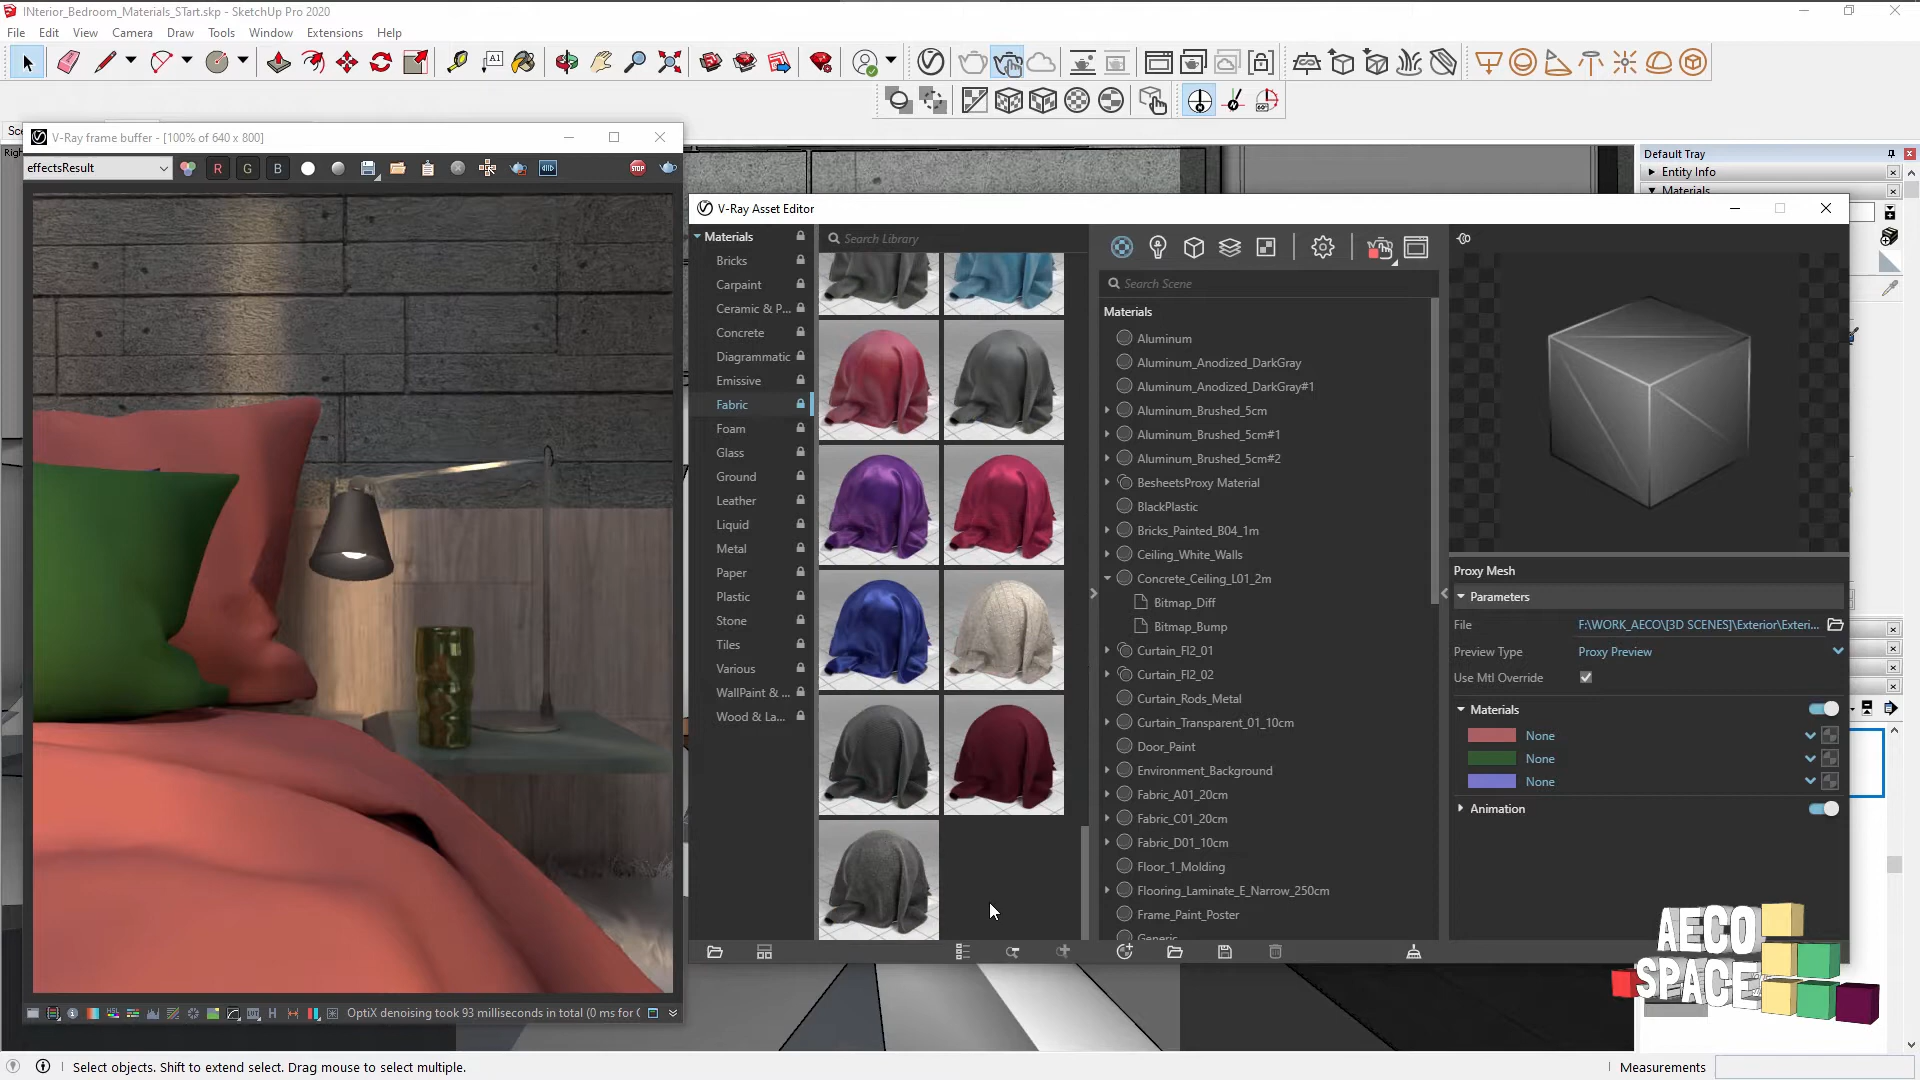 INterior_Bedroom_Materials_STart.skp - SketchUp Pro 2020
File Edit View Camera Draw Tools Window Extensions Help
A1
V-Ray frame buffer - [100% of 640 x 800]
effectsResult
R G B
STOP
Default Tray
Entity Info
Materials
V-Ray Asset Editor
Materials
Bricks
Carpaint
Ceramic & P...
Concrete
Diagrammatic
Emissive
Fabric
Foam
Glass
Ground
Leather
Liquid
Metal
Paper
Plastic
Stone
Tiles
Various
WallPaint & ...
Wood & La...
Search Library
Search Scene
Materials
Aluminum
Aluminum_Anodized_DarkGray
Aluminum_Anodized_DarkGray#1
Aluminum_Brushed_5cm
Aluminum_Brushed_5cm#1
Aluminum_Brushed_5cm#2
BesheetsProxy Material
BlackPlastic
Bricks_Painted_B04_1m
Ceiling_White_Walls
Concrete_Ceiling_L01_2m
Bitmap_Diff
Bitmap_Bump
Curtain_Fl2_01
Curtain_Fl2_02
Curtain_Rods_Metal
Curtain_Transparent_01_10cm
Door_Paint
Environment_Background
Fabric_A01_20cm
Fabric_C01_20cm
Fabric_D01_10cm
Floor_1_Molding
Flooring_Laminate_E_Narrow_250cm
Frame_Paint_Poster
Generic
Proxy Mesh
Parameters
File F:\WORK_AECO\[3D SCENES]\Exterior\Exteri...
Preview Type Proxy Preview
Use Mtl Override
Materials
None
None
None
Animation
AECO
SPACE
OptiX denoising took 93 milliseconds in total (0 ms for
Select objects. Shift to extend select. Drag mouse to select multiple.
Measurements